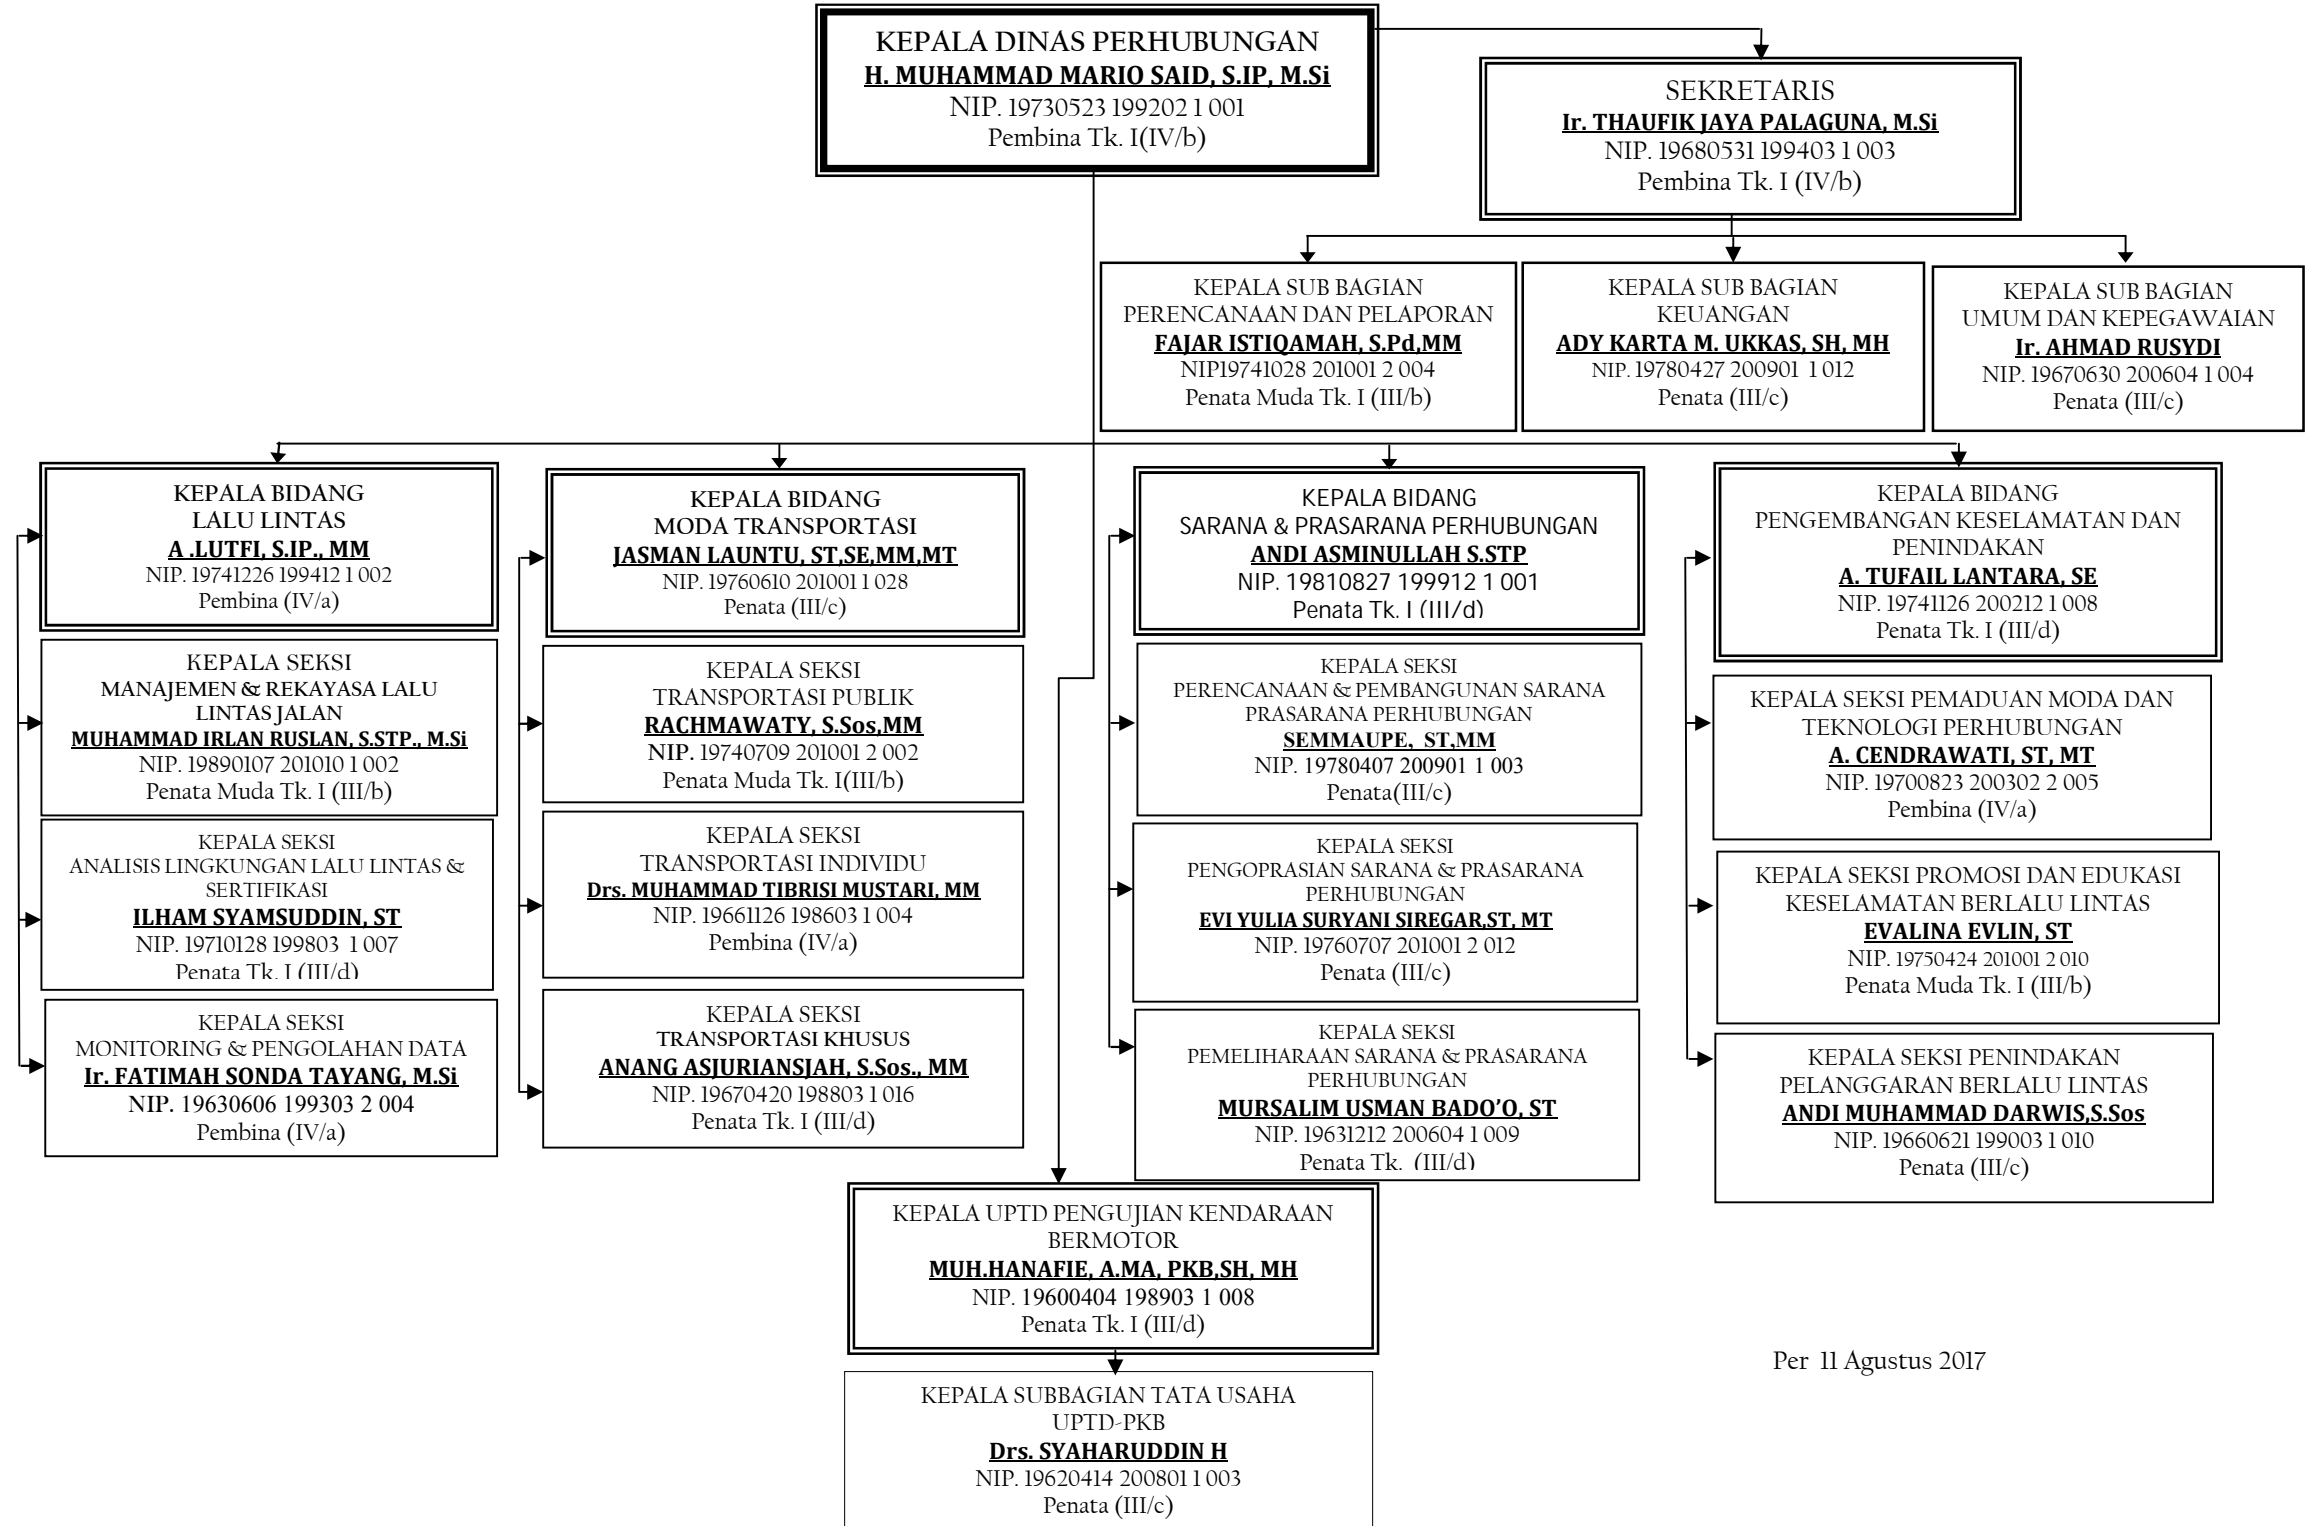 KEPALA DINAS PERHUBUNGAN
H. MUHAMMAD MARIO SAID, S.IP, M.Si
NIP. 19730523 199202 1 001
Pembina Tk. I(IV/b)
SEKRETARIS
Ir. THAUFIK JAYA PALAGUNA, M.Si
NIP. 19680531 199403 1 003
Pembina Tk. I (IV/b)
KEPALA SUB BAGIAN
PERENCANAAN DAN PELAPORAN
FAJAR ISTIQAMAH, S.Pd,MM
NIP19741028 201001 2 004
Penata Muda Tk. I (III/b)
KEPALA SUB BAGIAN
KEUANGAN
ADY KARTA M. UKKAS, SH, MH
NIP. 19780427 200901 1 012
Penata (III/c)
KEPALA SUB BAGIAN
UMUM DAN KEPEGAWAIAN
Ir. AHMAD RUSYDI
NIP. 19670630 200604 1 004
Penata (III/c)
KEPALA BIDANG
LALU LINTAS
A .LUTFI, S.IP., MM
NIP. 19741226 199412 1 002
Pembina (IV/a)
KEPALA SEKSI
MANAJEMEN & REKAYASA LALU
LINTAS JALAN
MUHAMMAD IRLAN RUSLAN, S.STP., M.Si
NIP. 19890107 201010 1 002
Penata Muda Tk. I (III/b)
KEPALA SEKSI
ANALISIS LINGKUNGAN LALU LINTAS &
SERTIFIKASI
ILHAM SYAMSUDDIN, ST
NIP. 19710128 199803 1 007
Penata Tk. I (III/d)
KEPALA SEKSI
MONITORING & PENGOLAHAN DATA
Ir. FATIMAH SONDA TAYANG, M.Si
NIP. 19630606 199303 2 004
Pembina (IV/a)
KEPALA BIDANG
MODA TRANSPORTASI
JASMAN LAUNTU, ST,SE,MM,MT
NIP. 19760610 201001 1 028
Penata (III/c)
KEPALA SEKSI
TRANSPORTASI PUBLIK
RACHMAWATY, S.Sos,MM
NIP. 19740709 201001 2 002
Penata Muda Tk. I(III/b)
KEPALA SEKSI
TRANSPORTASI INDIVIDU
Drs. MUHAMMAD TIBRISI MUSTARI, MM
NIP. 19661126 198603 1 004
Pembina (IV/a)
KEPALA SEKSI
TRANSPORTASI KHUSUS
ANANG ASJURIANSJAH, S.Sos., MM
NIP. 19670420 198803 1 016
Penata Tk. I (III/d)
KEPALA BIDANG
SARANA & PRASARANA PERHUBUNGAN
ANDI ASMINULLAH S.STP
NIP. 19810827 199912 1 001
Penata Tk. I (III/d)
KEPALA SEKSI
PERENCANAAN & PEMBANGUNAN SARANA
PRASARANA PERHUBUNGAN
SEMMAUPE, ST,MM
NIP. 19780407 200901 1 003
Penata(III/c)
KEPALA SEKSI
PENGOPRASIAN SARANA & PRASARANA
PERHUBUNGAN
EVI YULIA SURYANI SIREGAR,ST, MT
NIP. 19760707 201001 2 012
Penata (III/c)
KEPALA SEKSI
PEMELIHARAAN SARANA & PRASARANA
PERHUBUNGAN
MURSALIM USMAN BADO’O, ST
NIP. 19631212 200604 1 009
Penata Tk. (III/d)
KEPALA BIDANG
PENGEMBANGAN KESELAMATAN DAN
PENINDAKAN
A. TUFAIL LANTARA, SE
NIP. 19741126 200212 1 008
Penata Tk. I (III/d)
KEPALA SEKSI PEMADUAN MODA DAN
TEKNOLOGI PERHUBUNGAN
A. CENDRAWATI, ST, MT
NIP. 19700823 200302 2 005
Pembina (IV/a)
KEPALA SEKSI PROMOSI DAN EDUKASI
KESELAMATAN BERLALU LINTAS
EVALINA EVLIN, ST
NIP. 19750424 201001 2 010
Penata Muda Tk. I (III/b)
KEPALA SEKSI PENINDAKAN
PELANGGARAN BERLALU LINTAS
ANDI MUHAMMAD DARWIS,S.Sos
NIP. 19660621 199003 1 010
Penata (III/c)
KEPALA UPTD PENGUJIAN KENDARAAN
BERMOTOR
MUH.HANAFIE, A.MA, PKB,SH, MH
NIP. 19600404 198903 1 008
Penata Tk. I (III/d)
KEPALA SUBBAGIAN TATA USAHA
UPTD-PKB
Drs. SYAHARUDDIN H
NIP. 19620414 200801 1 003
Penata (III/c)
Per 11 Agustus 2017